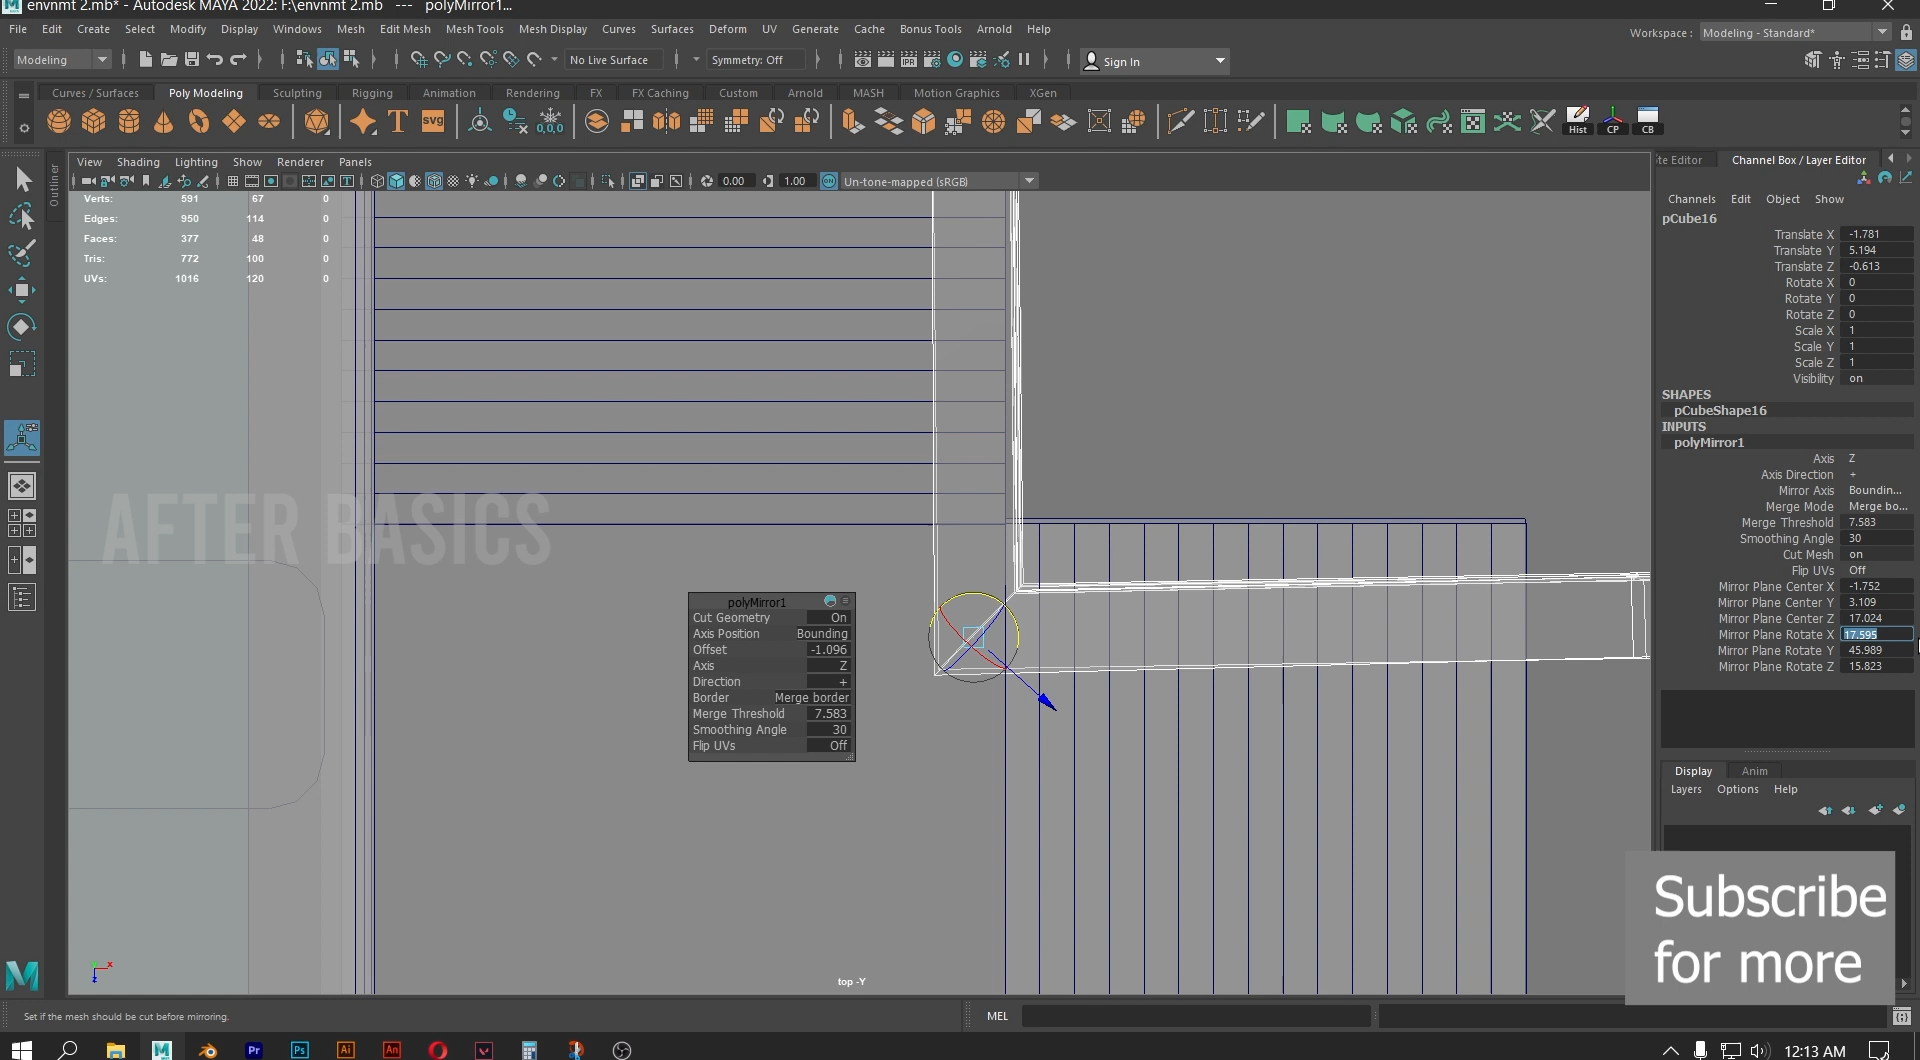 envnmt 2.mb* - Autodesk MAYA 2022: F:\envnmt 2.mb --- polyMirror1...
File Edit Create Select Modify Display Windows Mesh Edit Mesh Mesh Tools Mesh Display Curves Surfaces Deform UV Generate Cache Bonus Tools Arnold Help
Workspace : Modeling - Standard*
Modeling No Live Surface Symmetry: Off Sign In
Curves / Surfaces Poly Modeling Sculpting Rigging Animation Rendering FX FX Caching Custom Arnold MASH Motion Graphics XGen
Hist CP CB
View Shading Lighting Show Renderer Panels
0.00 1.00 Un-tone-mapped (sRGB)
Outliner
Verts: 591 67 0
Edges: 950 114 0
Faces: 377 48 0
Tris: 772 100 0
UVs: 1016 120 0
AFTER BASICS
polyMirror1
Cut Geometry On
Axis Position Bounding
Offset -1.096
Axis Z
Direction +
Border Merge border
Merge Threshold 7.583
Smoothing Angle 30
Flip UVs Off
top -Y
te Editor Channel Box / Layer Editor
Channels Edit Object Show
pCube16
Translate X -1.781
Translate Y 5.194
Translate Z -0.613
Rotate X 0
Rotate Y 0
Rotate Z 0
Scale X 1
Scale Y 1
Scale Z 1
Visibility on
SHAPES
pCubeShape16
INPUTS
polyMirror1
Axis Z
Axis Direction +
Mirror Axis Boundin...
Merge Mode Merge bo...
Merge Threshold 7.583
Smoothing Angle 30
Cut Mesh on
Flip UVs Off
Mirror Plane Center X -1.752
Mirror Plane Center Y 3.109
Mirror Plane Center Z 17.024
Mirror Plane Rotate X 17.595
Mirror Plane Rotate Y 45.989
Mirror Plane Rotate Z 15.823
Display Anim
Layers Options Help
Subscribe
for more
Set if the mesh should be cut before mirroring.
MEL
12:13 AM